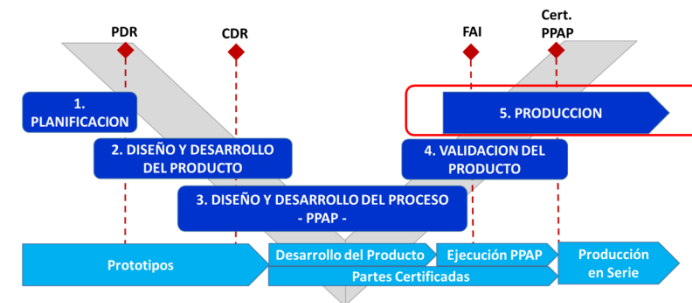 PDR
CDR
FAI
Cert.
PPAP
1.
PLANIFICACION
5. PRODUCCION
2. DISEÑO Y DESARROLLO
DEL PRODUCTO
4. VALIDACION DEL
PRODUCTO
3. DISEÑO Y DESARROLLO DEL PROCESO
- PPAP -
Prototipos
Desarrollo del Producto
Ejecución PPAP
Partes Certificadas
Producción
en Serie